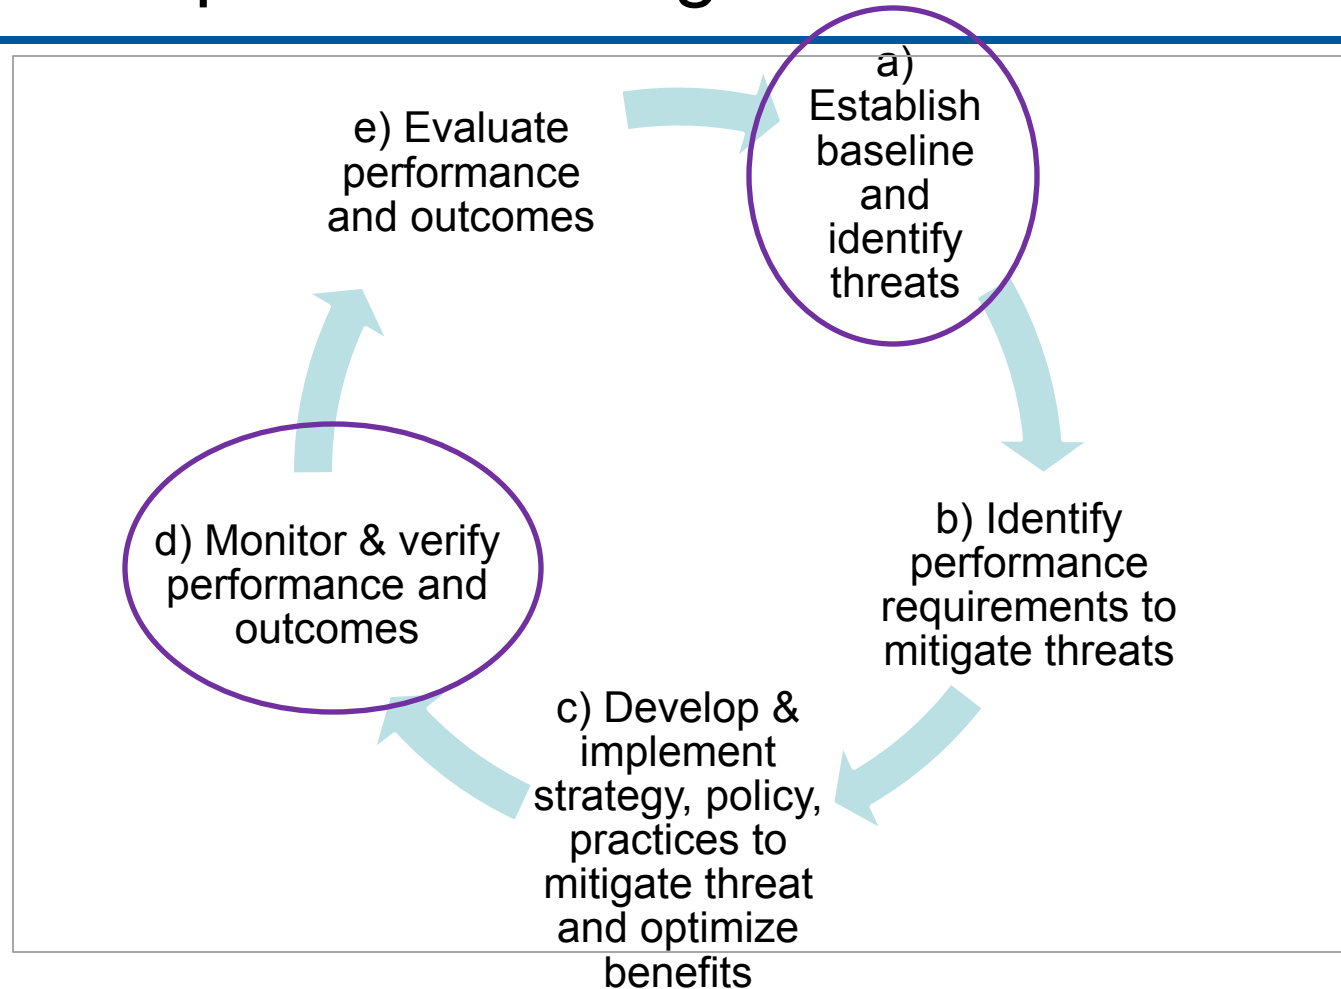 a)
Establish
baseline
and
identify
threats
b) Identify
performance
requirements to
mitigate threats
c) Develop &
implement
strategy, policy,
practices to
mitigate threat
and optimize
benefits
d) Monitor & verify
performance and
outcomes
e) Evaluate
performance
and outcomes